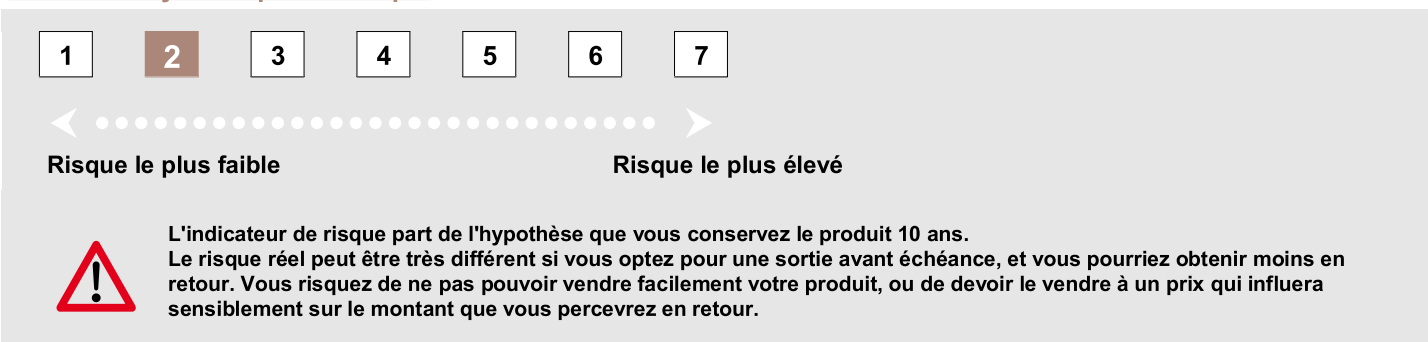 1 2 3 4 5 6 7
Risque le plus faible Risque le plus élevé
L'indicateur de risque part de l'hypothèse que vous conservez le produit 10 ans.
Le risque réel peut être très différent si vous optez pour une sortie avant échéance, et vous pourriez obtenir moins en
retour. Vous risquez de ne pas pouvoir vendre facilement votre produit, ou de devoir le vendre à un prix qui influera
sensiblement sur le montant que vous percevrez en retour.